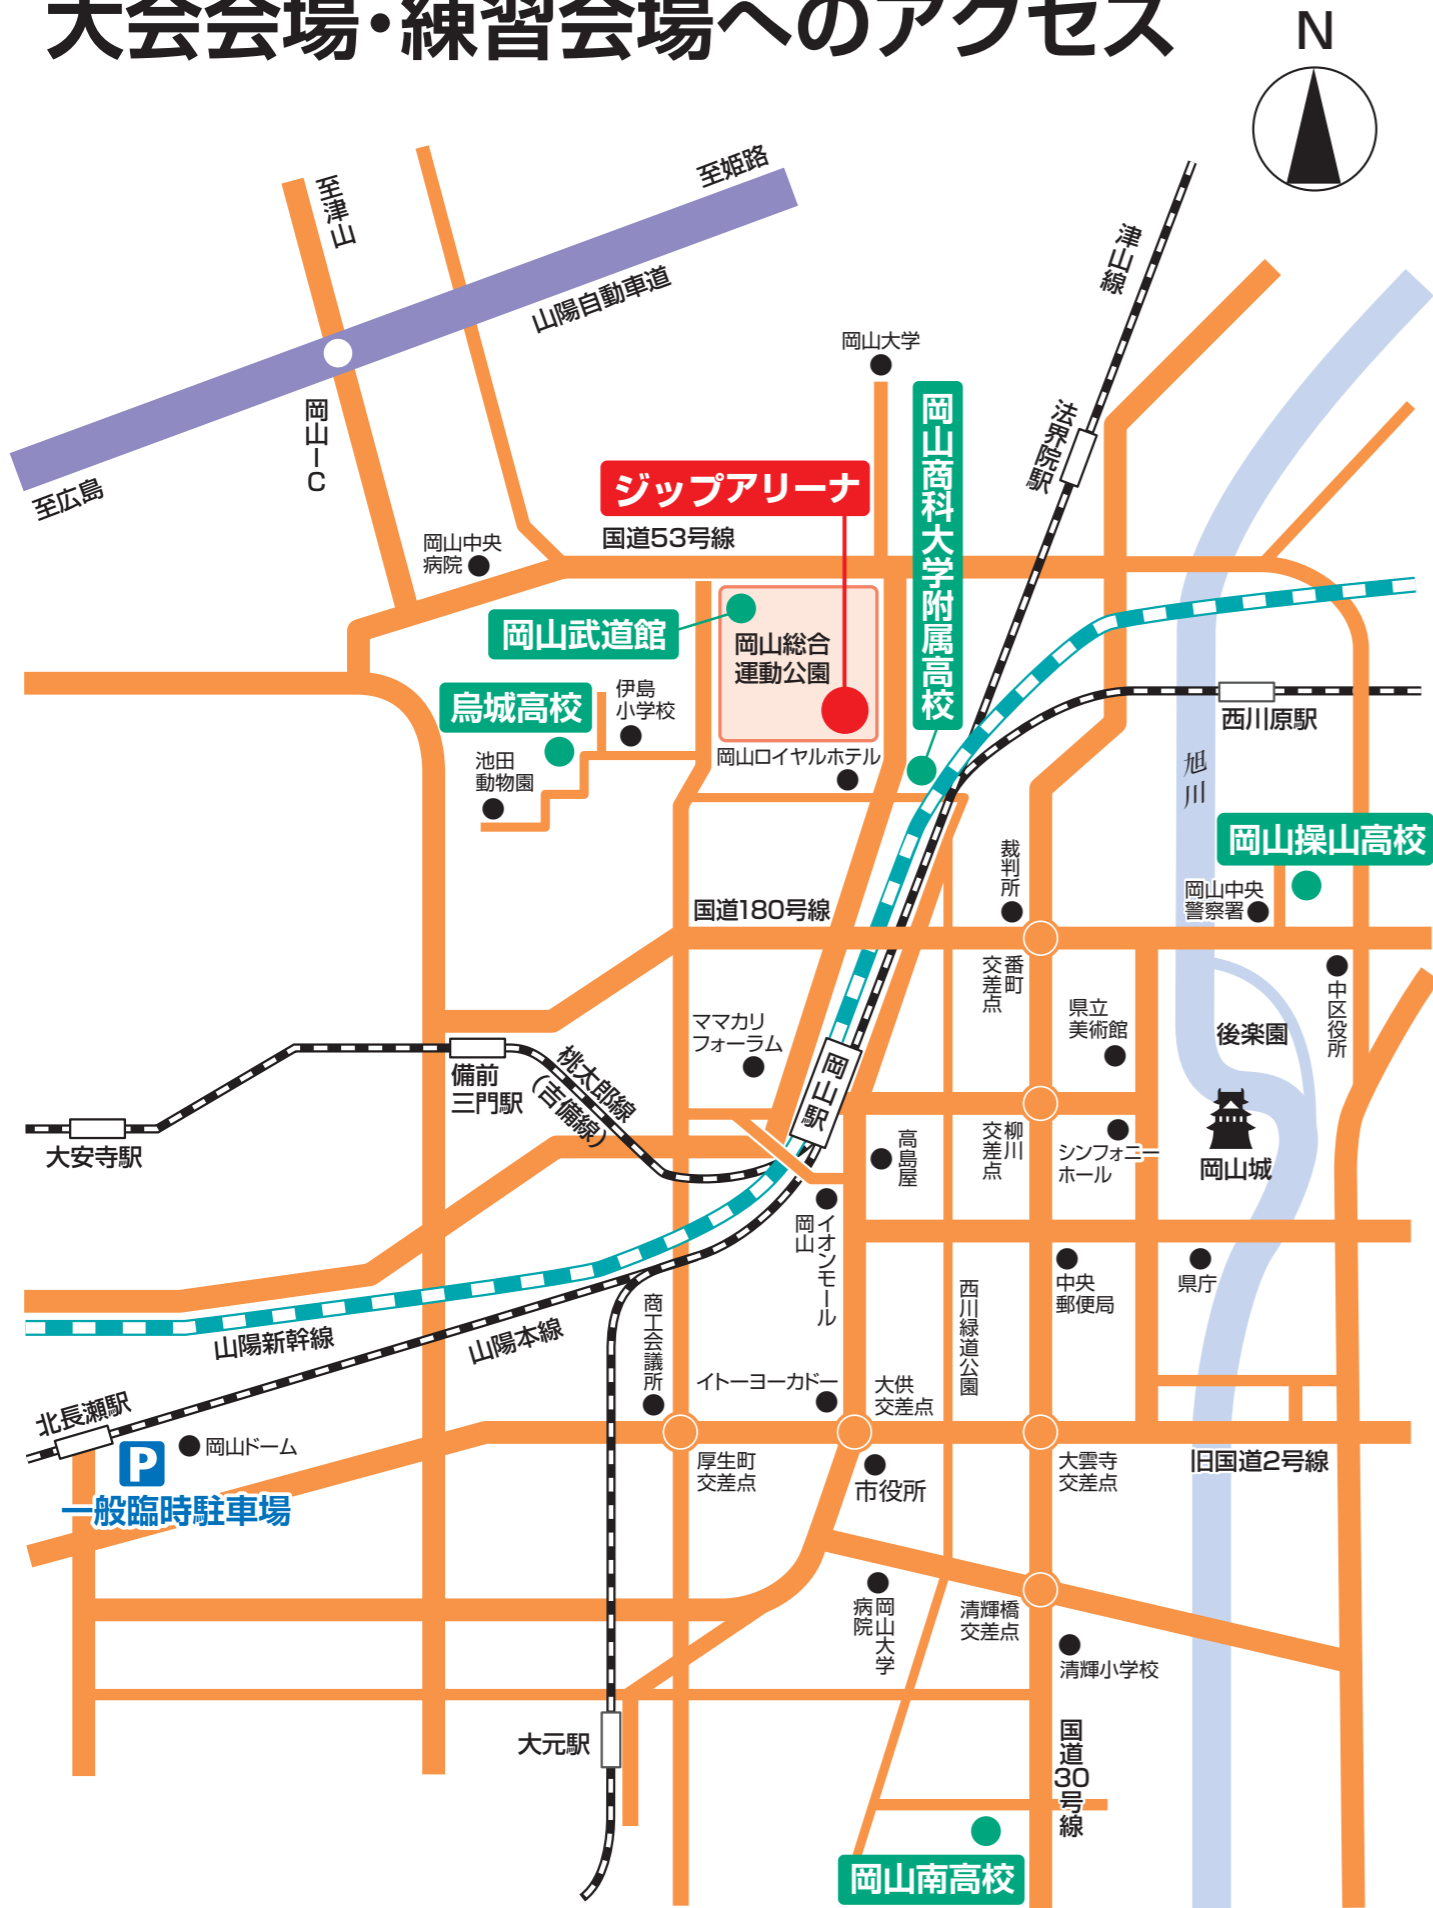 大会会場・練習会場へのアクセス
N
至姫路
至津山
山陽自動車道
津山線
岡山大学
岡山IC
至広島
法界院駅
岡山商科大学附属高校
ジップアリーナ
国道53号線
岡山中央
病院
岡山武道館
岡山総合
運動公園
烏城高校
伊島
小学校
西川原駅
池田
動物園
岡山ロイヤルホテル
旭川
岡山操山高校
裁判所
岡山中央
警察署
国道180号線
番町
交差点
中区役所
ママカリ
フォーラム
県立
美術館
後楽園
岡山駅
備前
三門駅
桃太郎線
(吉備線)
大安寺駅
高島屋
柳川
交差点
シンフォニー
ホール
岡山城
イオンモール
岡山
中央
郵便局
県庁
西川緑道公園
商工会議所
山陽新幹線
山陽本線
イトーヨーカドー
大供
交差点
北長瀬駅
P
岡山ドーム
一般臨時駐車場
厚生町
交差点
市役所
大雲寺
交差点
旧国道2号線
岡山大学
病院
清輝橋
交差点
清輝小学校
大元駅
国道30号線
岡山南高校